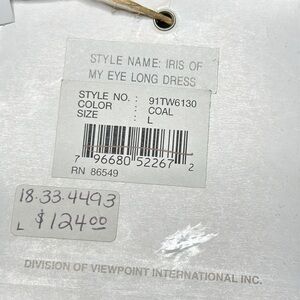 STYLE NAME: IRIS OF
MY EYE LONG DRESS
STYLE NO. : 91TW6130
COLOR : COAL
SIZE : L
7 96680 52267 2
RN 86549
18-33-4493
L $124.00
DIVISION OF VIEWPOINT INTERNATIONAL INC.